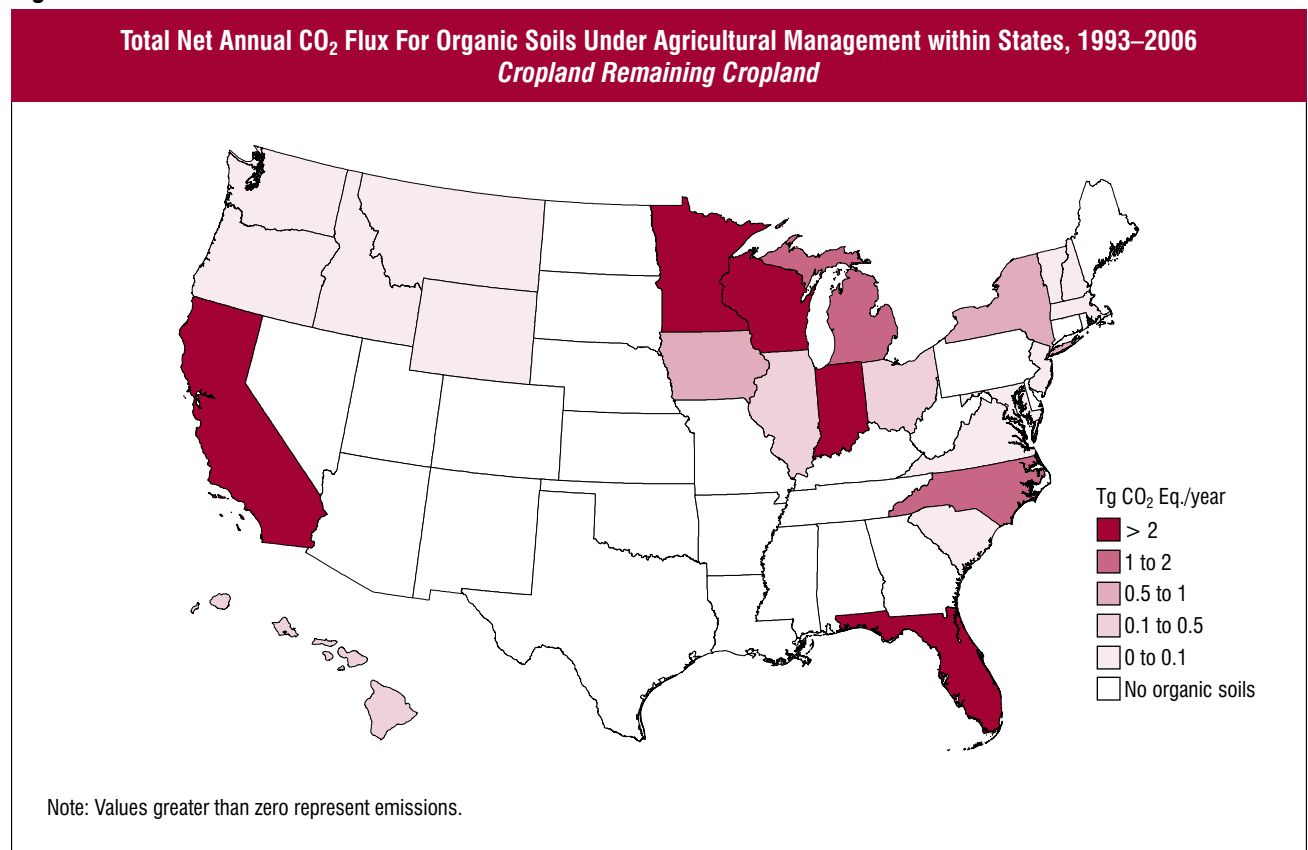 Total Net Annual CO₂ Flux For Organic Soils Under Agricultural Management within States, 1993–2006
Cropland Remaining Cropland
Tg CO₂ Eq./year
> 2
1 to 2
0.5 to 1
0.1 to 0.5
0 to 0.1
No organic soils
Note: Values greater than zero represent emissions.